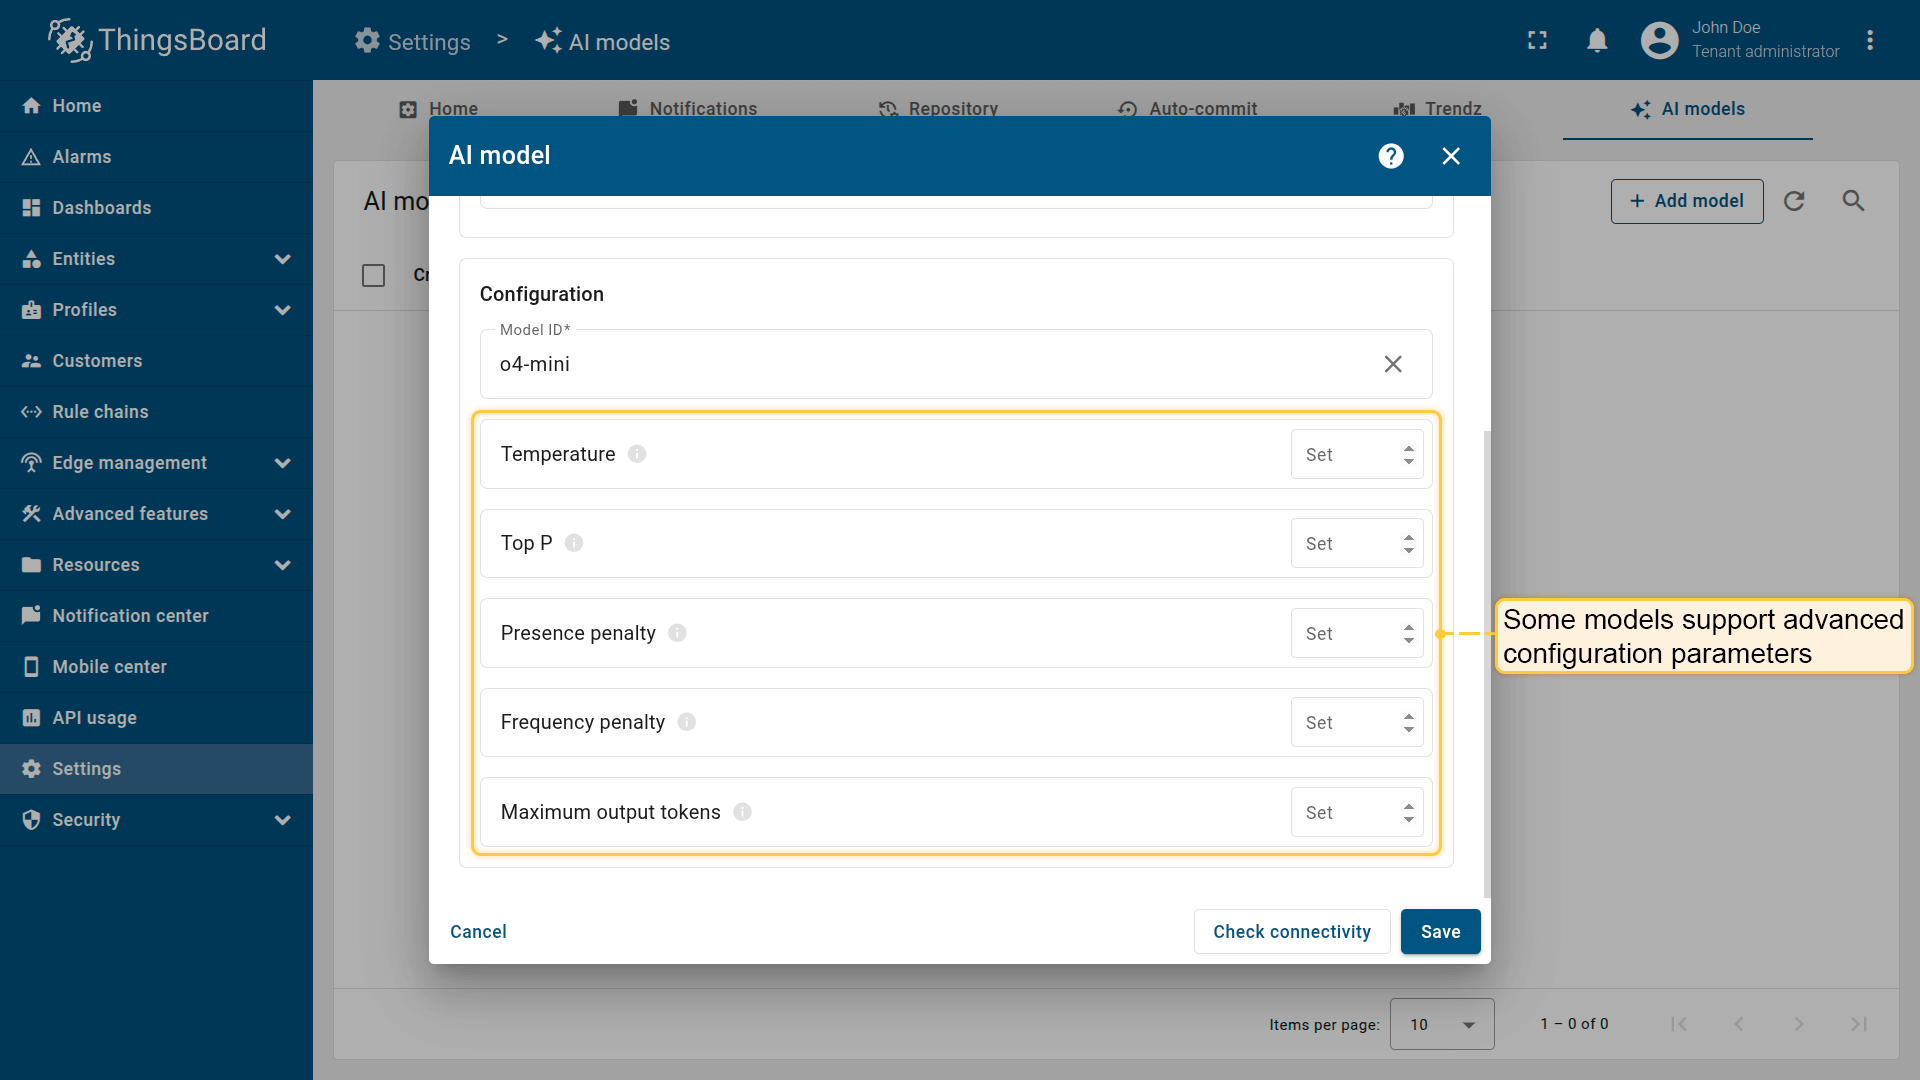 ThingsBoard
Settings > AI models
John Doe
Tenant administrator
Home
Alarms
Dashboards
Entities
Profiles
Customers
Rule chains
Edge management
Advanced features
Resources
Notification center
Mobile center
API usage
Settings
Security
Home Notifications Repository Auto-commit Trendz AI models
AI mo
Add model
Cr
AI model
Configuration
Model ID*
o4-mini
Temperature Set
Top P Set
Presence penalty Set
Frequency penalty Set
Maximum output tokens Set
Some models support advanced
configuration parameters
Cancel Check connectivity Save
Items per page: 10 1 – 0 of 0